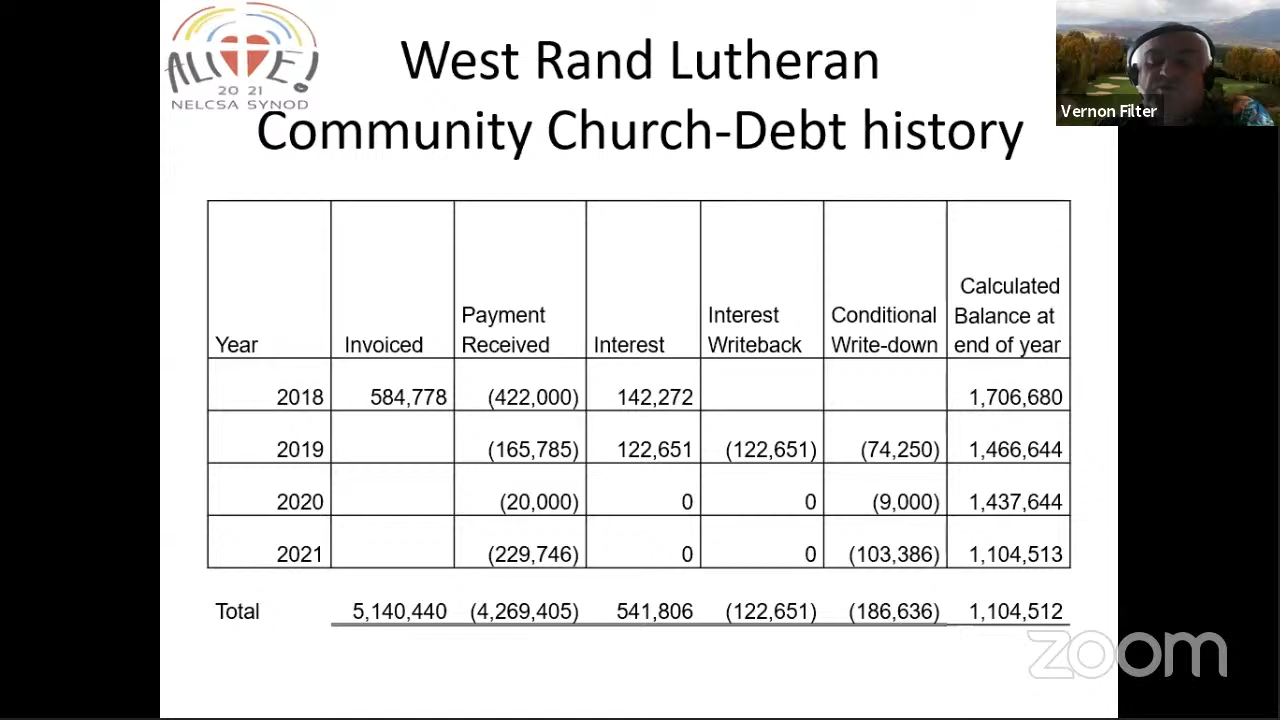 ALIVE!
20 21
NELCSA SYNOD
West Rand Lutheran
Community Church-Debt history
Vernon Filter
Year Invoiced Payment Received Interest Interest Writeback Conditional Write-down Calculated Balance at end of year
2018 584,778 (422,000) 142,272 1,706,680
2019 (165,785) 122,651 (122,651) (74,250) 1,466,644
2020 (20,000) 0 0 (9,000) 1,437,644
2021 (229,746) 0 0 (103,386) 1,104,513
Total 5,140,440 (4,269,405) 541,806 (122,651) (186,636) 1,104,512
zoom